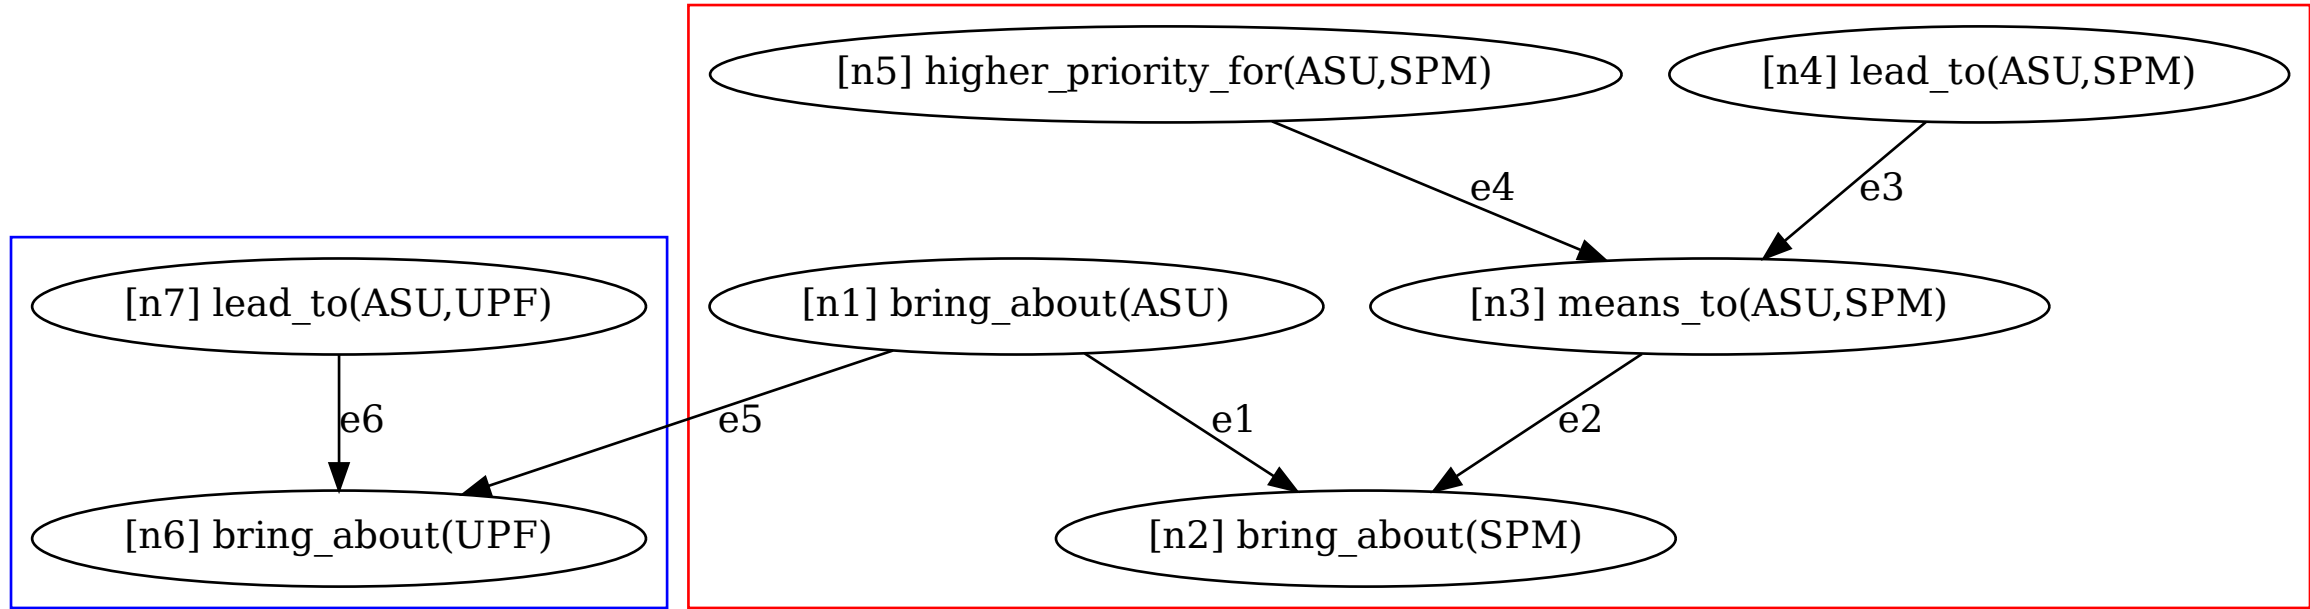 [n5] higher_priority_for(ASU,SPM)
[n4] lead_to(ASU,SPM)
e4
e3
[n7] lead_to(ASU,UPF)
[n1] bring_about(ASU)
[n3] means_to(ASU,SPM)
e6
e5
e1
e2
[n6] bring_about(UPF)
[n2] bring_about(SPM)